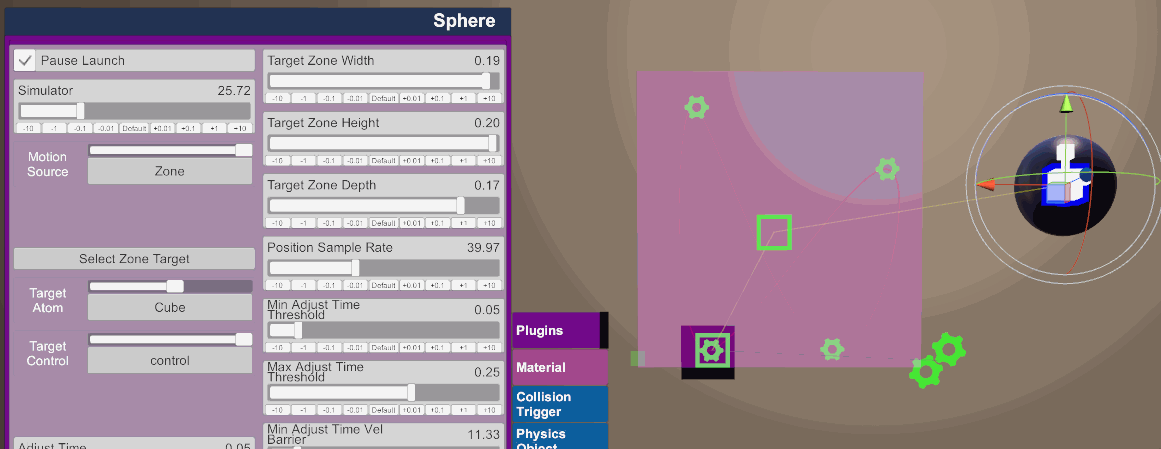 Sphere
Pause Launch
Simulator 25.72
-10 -1 -0.1 -0.01 Default +0.01 +0.1 +1 +10
Motion
Source
Zone
Select Zone Target
Target
Atom
Cube
Target
Control
control
Adjust Time 0.05
Target Zone Width 0.19
-10 -1 -0.1 -0.01 Default +0.01 +0.1 +1 +10
Target Zone Height 0.20
-10 -1 -0.1 -0.01 Default +0.01 +0.1 +1 +10
Target Zone Depth 0.17
-10 -1 -0.1 -0.01 Default +0.01 +0.1 +1 +10
Position Sample Rate 39.97
-10 -1 -0.1 -0.01 Default +0.01 +0.1 +1 +10
Min Adjust Time
Threshold 0.05
-10 -1 -0.1 -0.01 Default +0.01 +0.1 +1 +10
Max Adjust Time
Threshold 0.25
-10 -1 -0.1 -0.01 Default +0.01 +0.1 +1 +10
Min Adjust Time Vel
Barrier 11.33
Plugins
Material
Collision
Trigger
Physics
Object